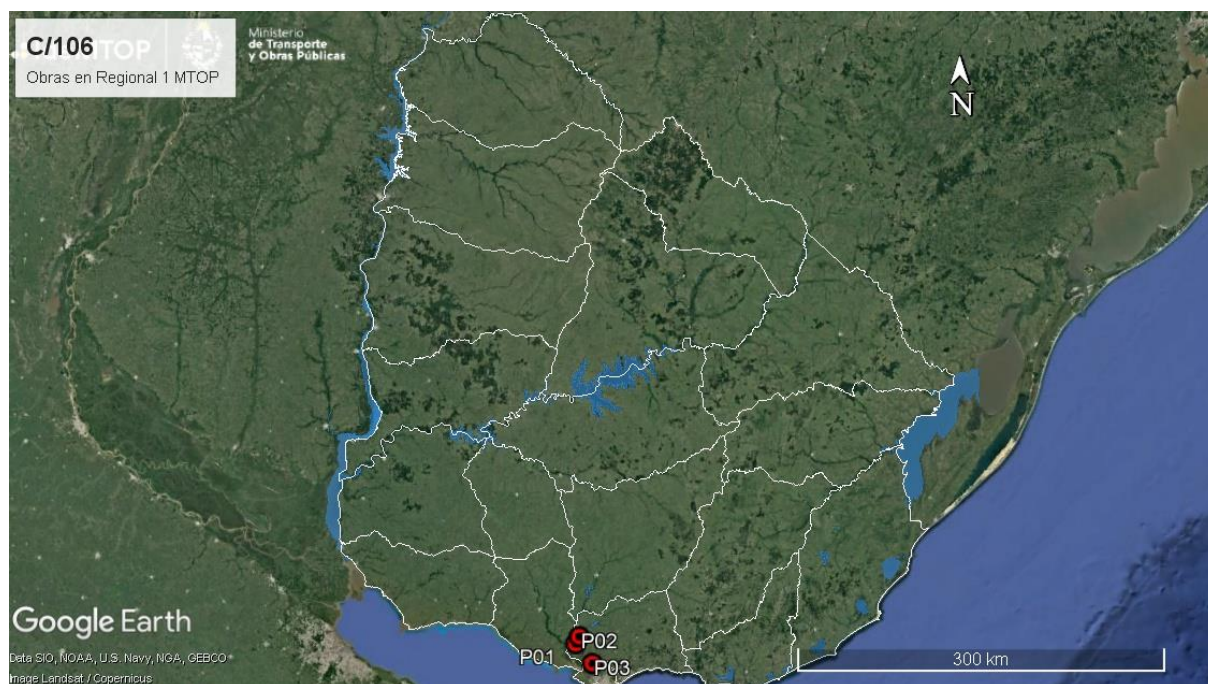 C/106
Obras en Regional 1 MTOP
Ministerio
de Transporte
y Obras Públicas
N
P02
P01
P03
300 km
Google Earth
Data SIO, NOAA, U.S. Navy, NGA, GEBCO
Image Landsat / Copernicus